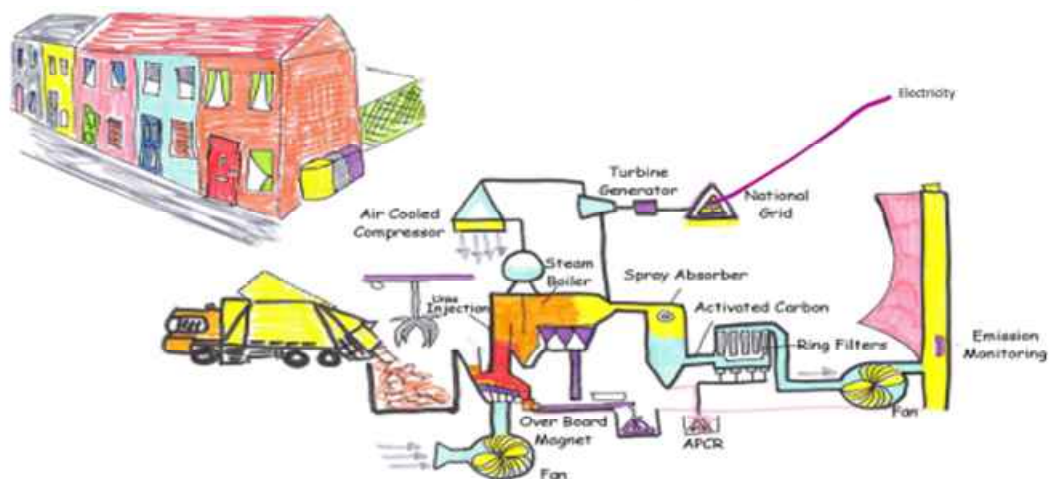 Electricity
Turbine
Generator
National
Grid
Air Cooled
Compressor
Steam
Boiler
Spray Absorber
Urea
Injection
Activated Carbon
Ring Filters
Emission
Monitoring
Over Board
Magnet
APCR
Fan
Fan